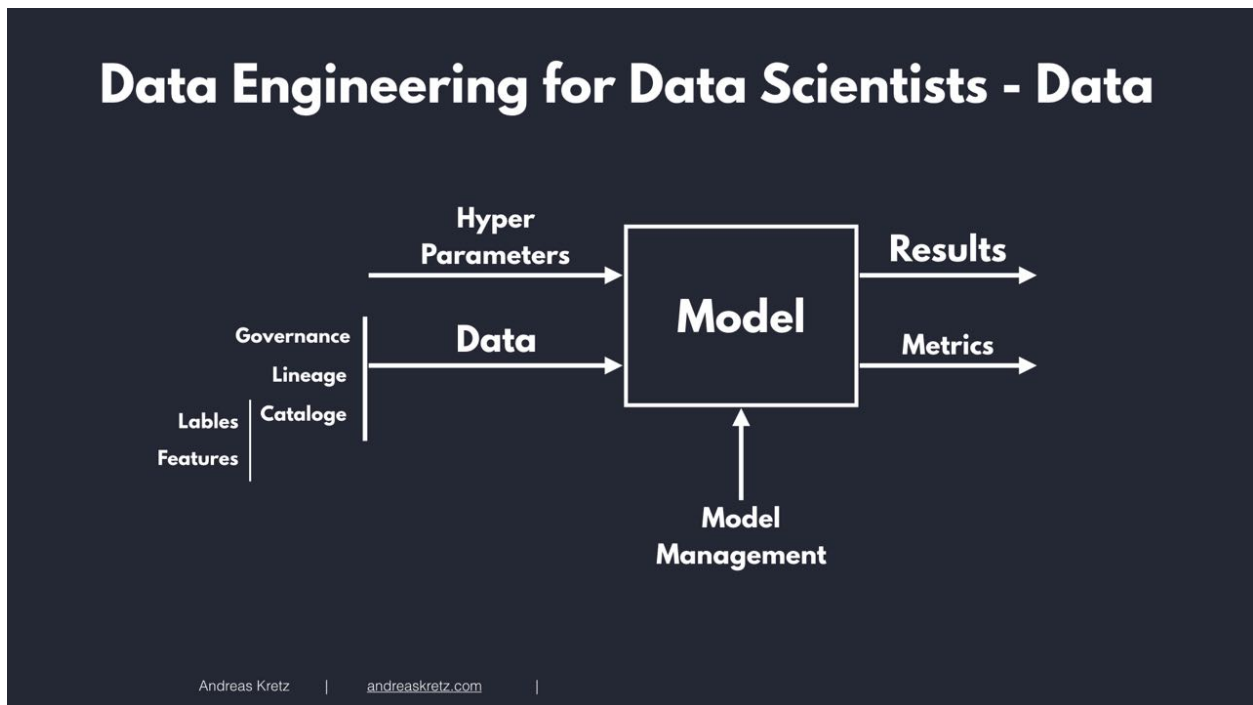 Data Engineering for Data Scientists - Data
Hyper
Parameters
Results
Governance
Data
Model
Metrics
Lineage
Cataloge
Lables
Features
Model
Management
Andreas Kretz | andreaskretz.com |